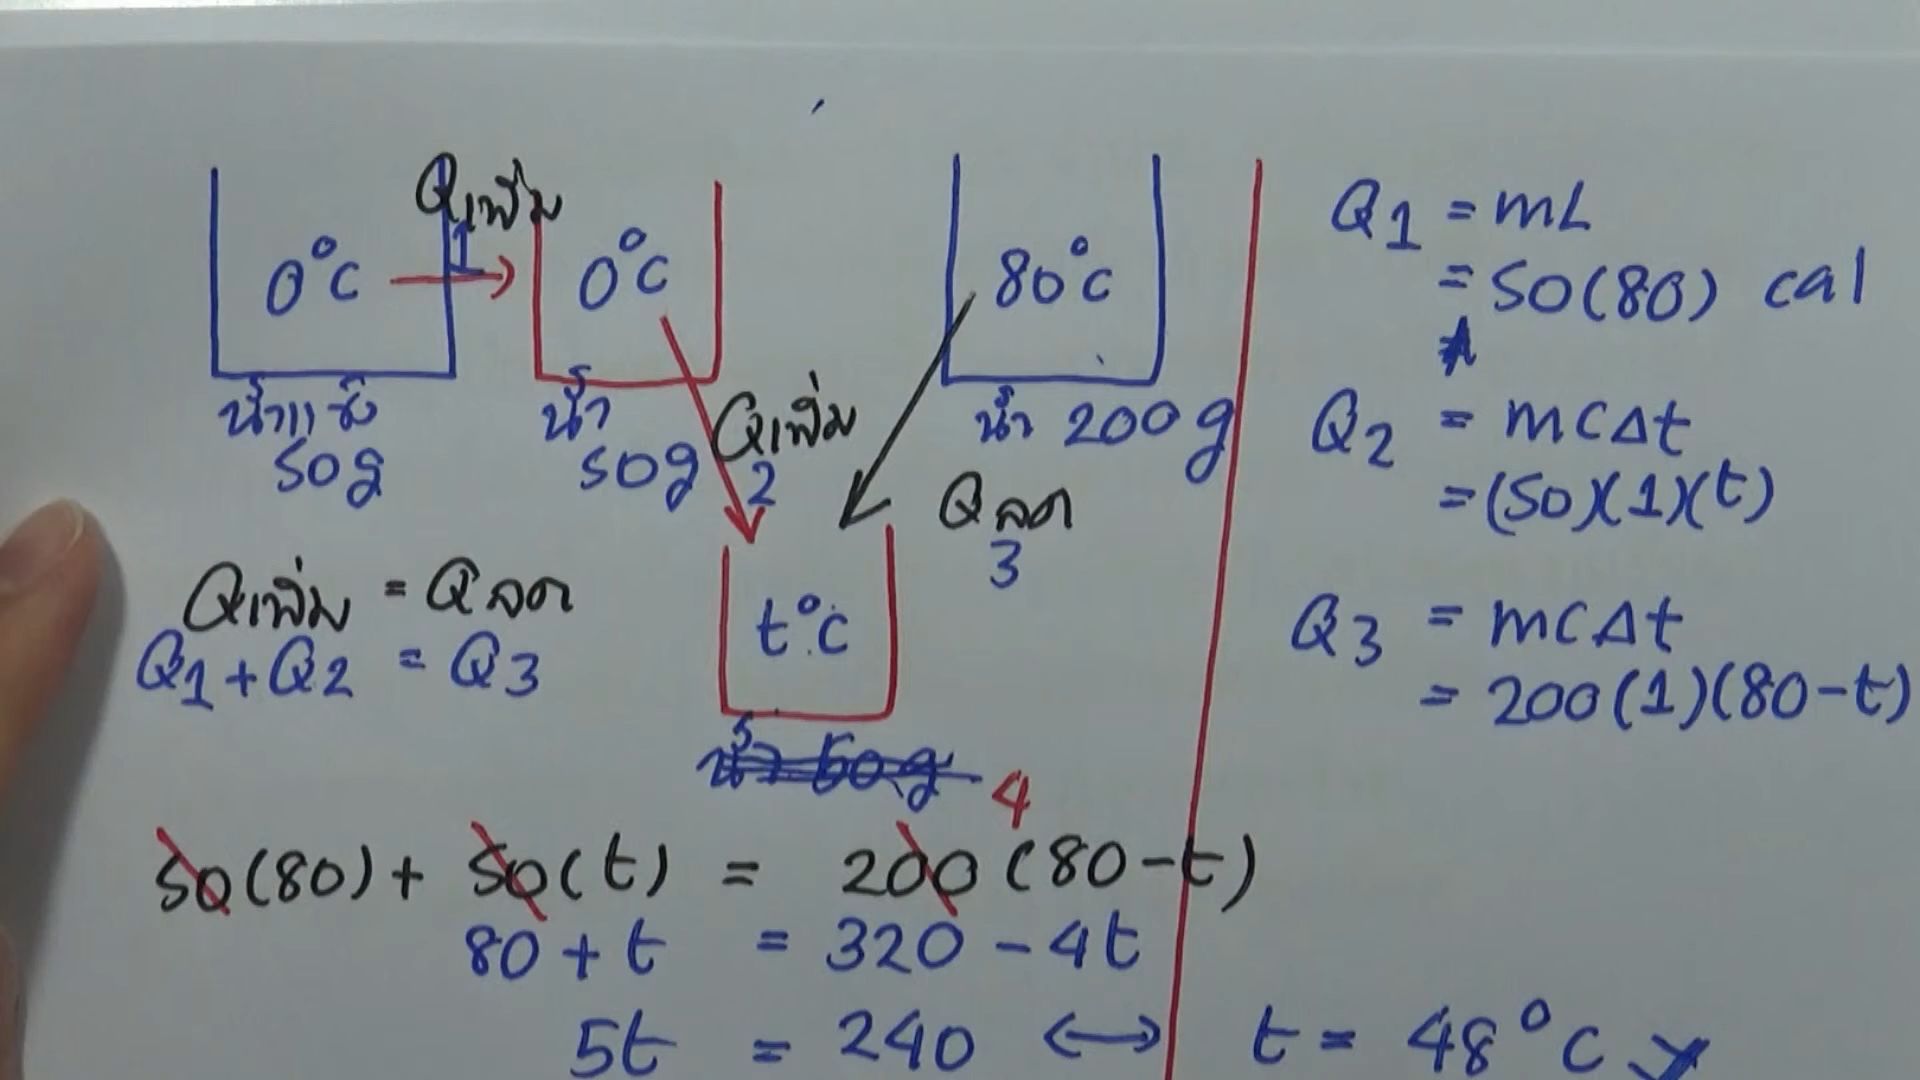 Qเพิ่ม
1
0°c
0°c
80°c
น้ำแข็ง
50g
น้ำ
50g
น้ำ 200g
Qเพิ่ม
2
Qลด
3
t°c
Qเพิ่ม = Qลด
Q1+Q2 = Q3
น้ำ 50g
4
50(80) + 50(t) = 200(80-t)
80 + t = 320 - 4t
5t = 240 ↔ t = 48°c
Q1 = mL
= 50(80) cal
Q2 = mcΔt
= (50)(1)(t)
Q3 = mcΔt
= 200(1)(80-t)